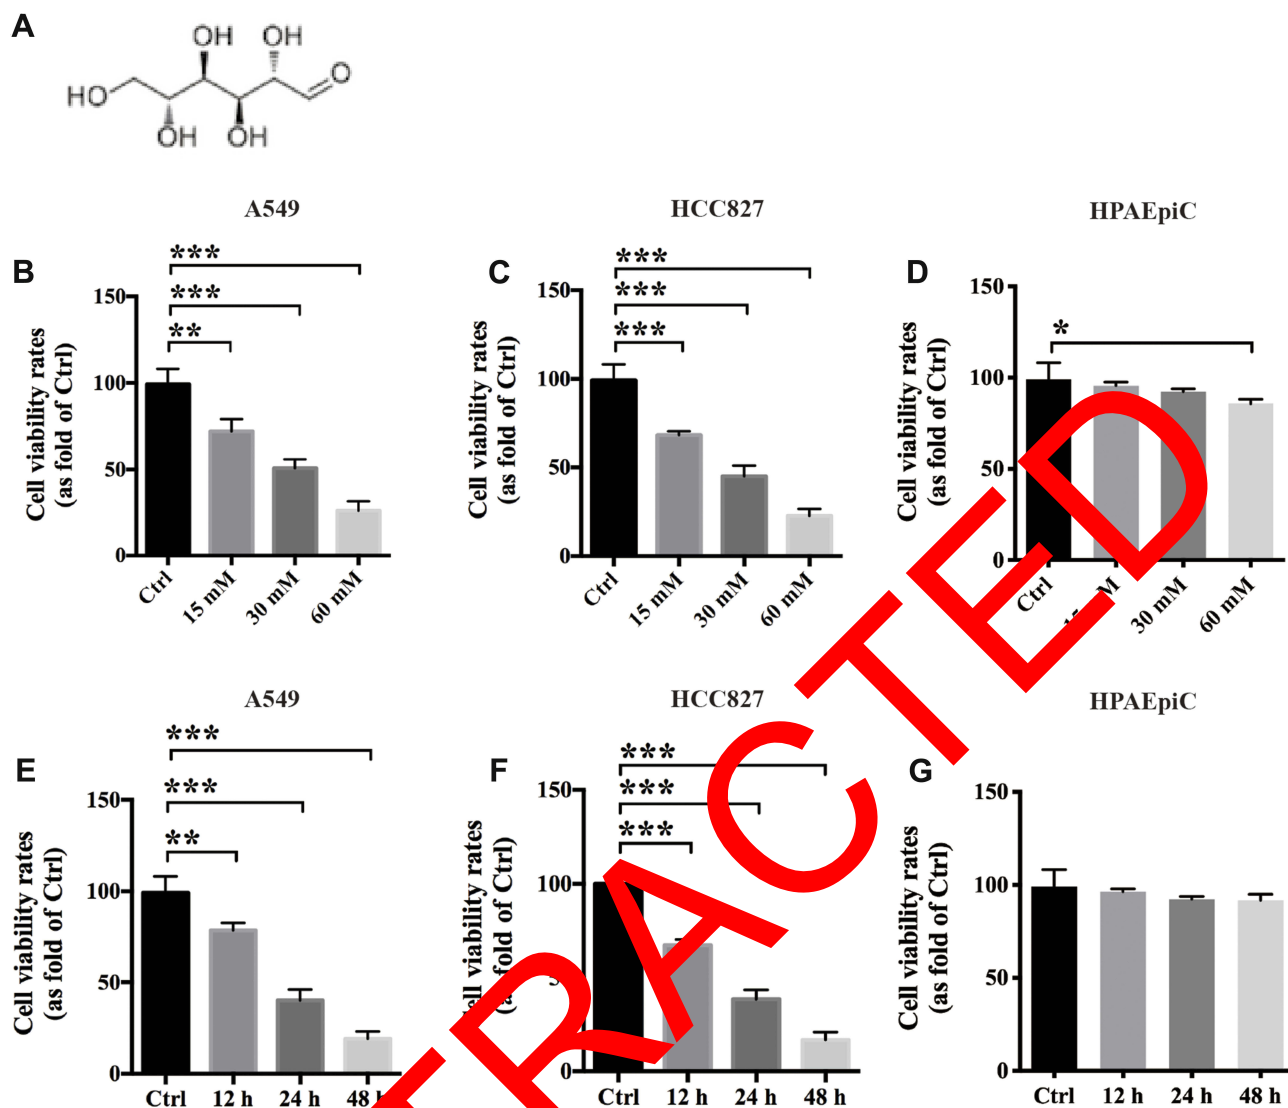 A
OH OH
HO O
OH OH
A549 HCC827 HPAEpiC
B
***
***
**
Cell viability rates
(as fold of Ctrl)
150
100
50
0
Ctrl 15 mM 30 mM 60 mM
C
***
***
***
Cell viability rates
(as fold of Ctrl)
150
100
50
0
Ctrl 15 mM 30 mM 60 mM
D
*
Cell viability rates
(as fold of Ctrl)
150
100
50
0
Ctrl 30 mM 60 mM
A549 HCC827 HPAEpiC
E
***
***
**
Cell viability rates
(as fold of Ctrl)
150
100
50
0
Ctrl 12 h 24 h 48 h
F
***
***
***
viability rates
fold of Ctrl)
150
100
0
Ctrl 12 h 24 h 48 h
G
Cell viability rates
(as fold of Ctrl)
150
100
50
0
Ctrl 12 h 24 h 48 h
TRACTED